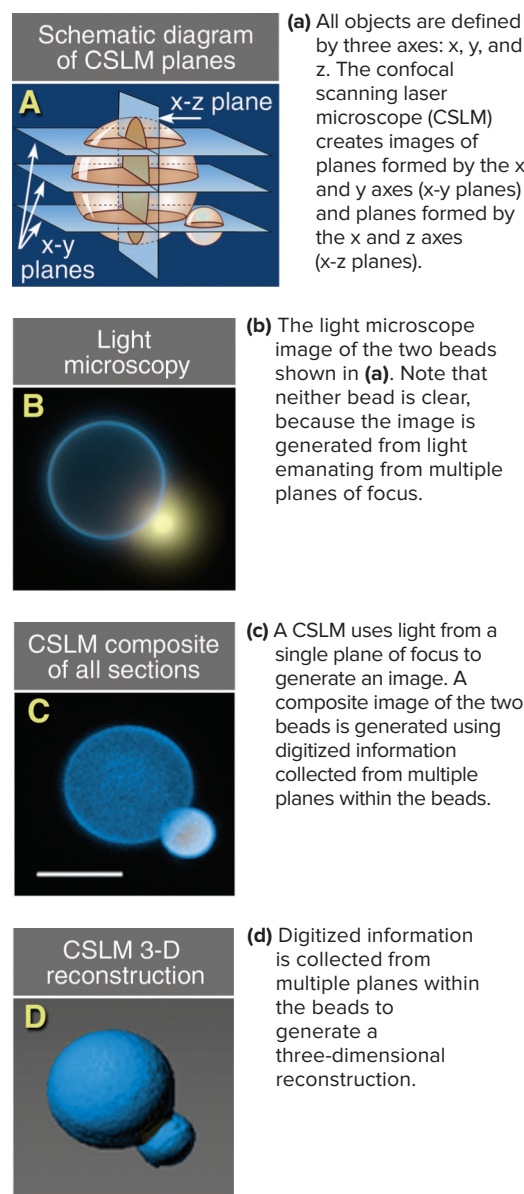 Schematic diagram
of CSLM planes
A
x-z plane
x-y
planes
(a) All objects are defined
by three axes: x, y, and
z. The confocal
scanning laser
microscope (CSLM)
creates images of
planes formed by the x
and y axes (x-y planes)
and planes formed by
the x and z axes
(x-z planes).
Light
microscopy
B
(b) The light microscope
image of the two beads
shown in (a). Note that
neither bead is clear,
because the image is
generated from light
emanating from multiple
planes of focus.
CSLM composite
of all sections
C
(c) A CSLM uses light from a
single plane of focus to
generate an image. A
composite image of the two
beads is generated using
digitized information
collected from multiple
planes within the beads.
CSLM 3-D
reconstruction
D
(d) Digitized information
is collected from
multiple planes within
the beads to
generate a
three-dimensional
reconstruction.